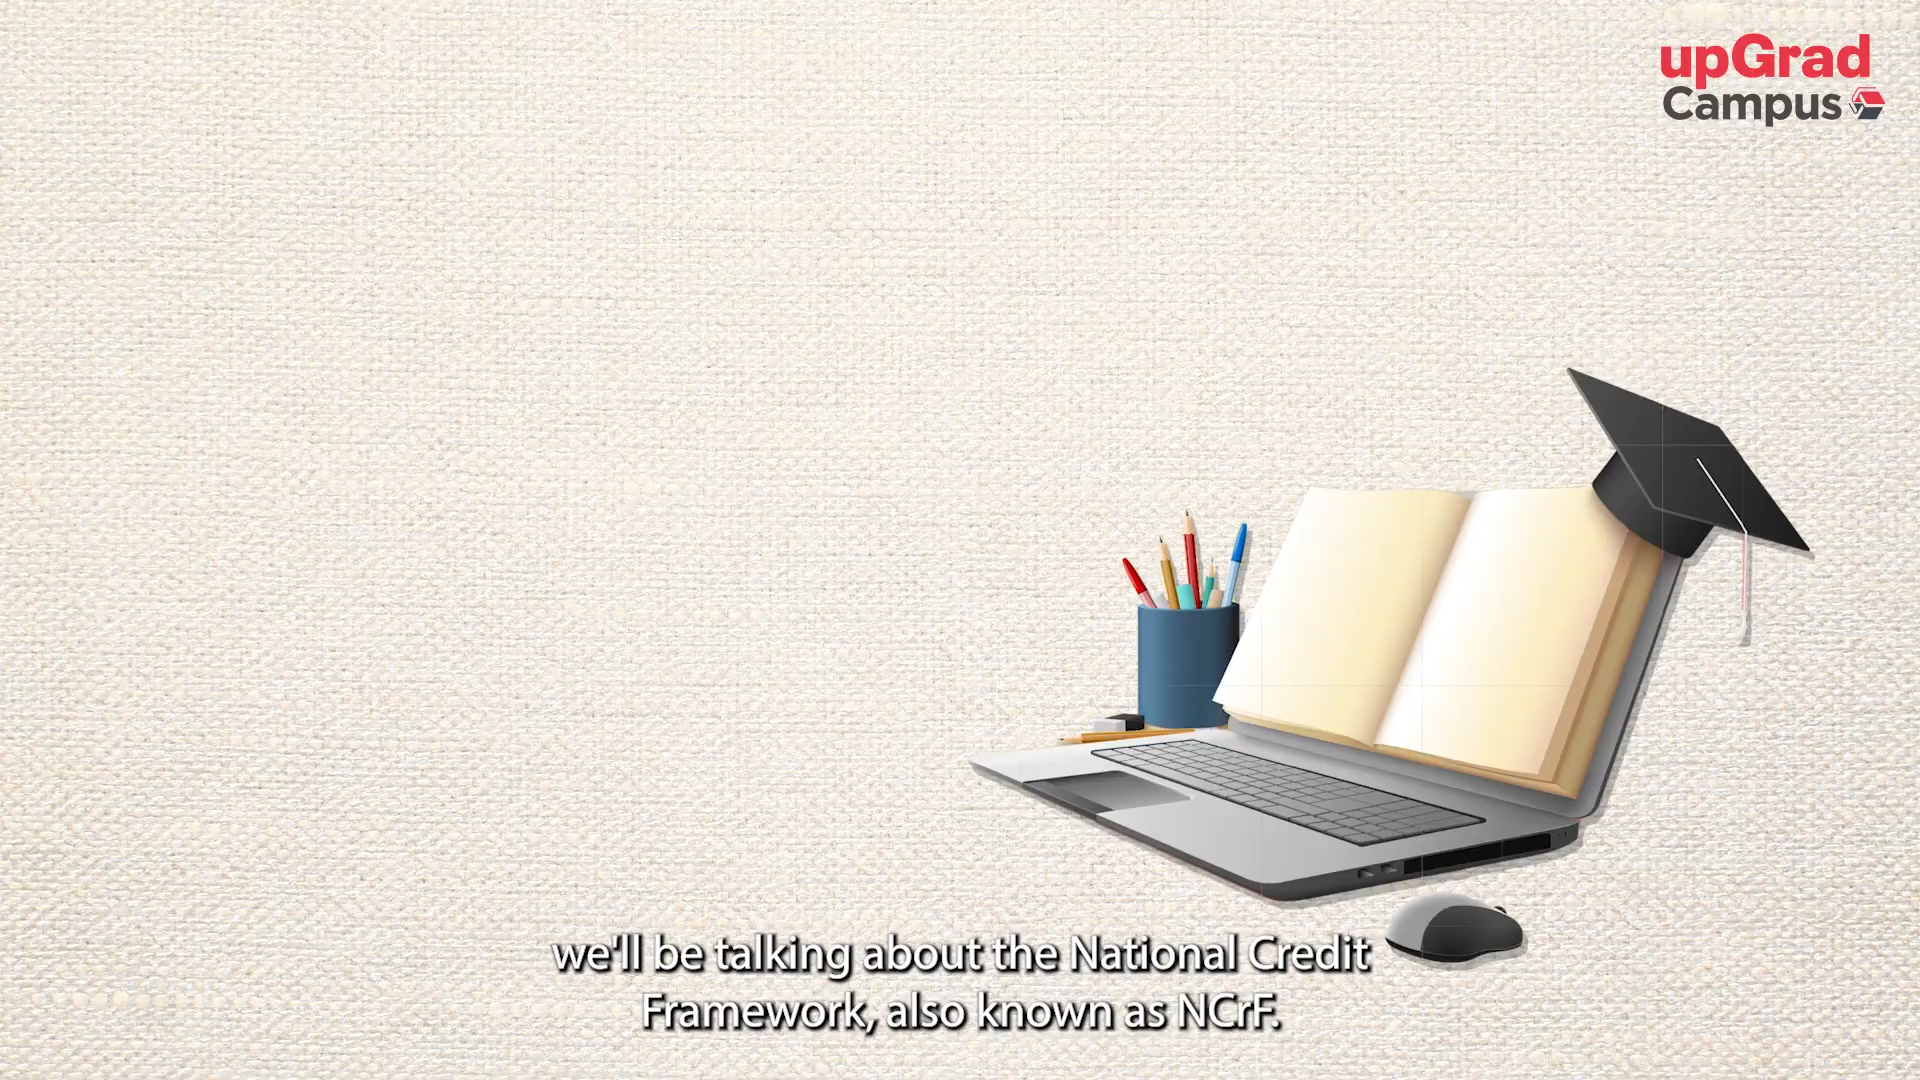 upGrad
Campus
we'll be talking about the National Credit
Framework, also known as NCrF.